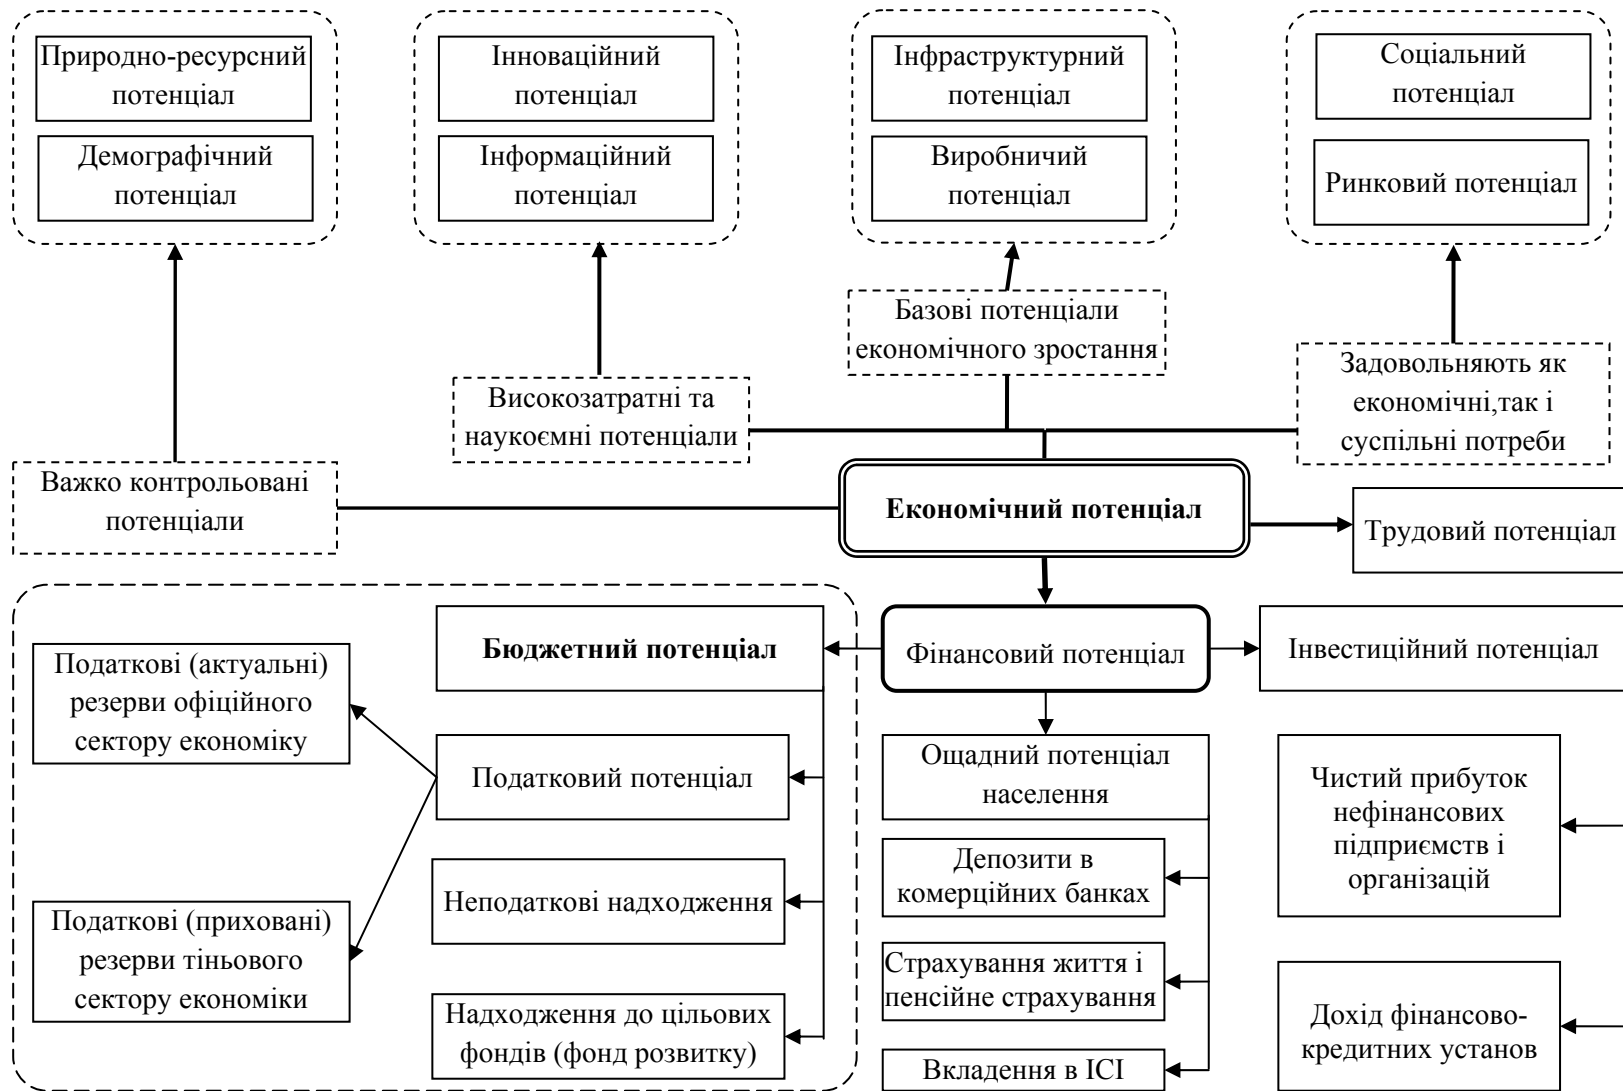 Природно-ресурсний
потенціал
Демографічний
потенціал
Інноваційний
потенціал
Інформаційний
потенціал
Інфраструктурний
потенціал
Виробничий
потенціал
Соціальний
потенціал
Ринковий потенціал
Базові потенціали
економічного зростання
Задовольняють як
економічні,так і
суспільні потреби
Високозатратні та
наукоємні потенціали
Важко контрольовані
потенціали
Економічний потенціал
Трудовий потенціал
Бюджетний потенціал
Фінансовий потенціал
Інвестиційний потенціал
Податкові (актуальні)
резерви офіційного
сектору економіку
Податковий потенціал
Ощадний потенціал
населення
Чистий прибуток
нефінансових
підприємств і
організацій
Депозити в
комерційних банках
Неподаткові надходження
Податкові (приховані)
резерви тіньового
сектору економіки
Страхування життя і
пенсійне страхування
Надходження до цільових
фондів (фонд розвитку)
Дохід фінансово-
кредитних установ
Вкладення в ІСІ